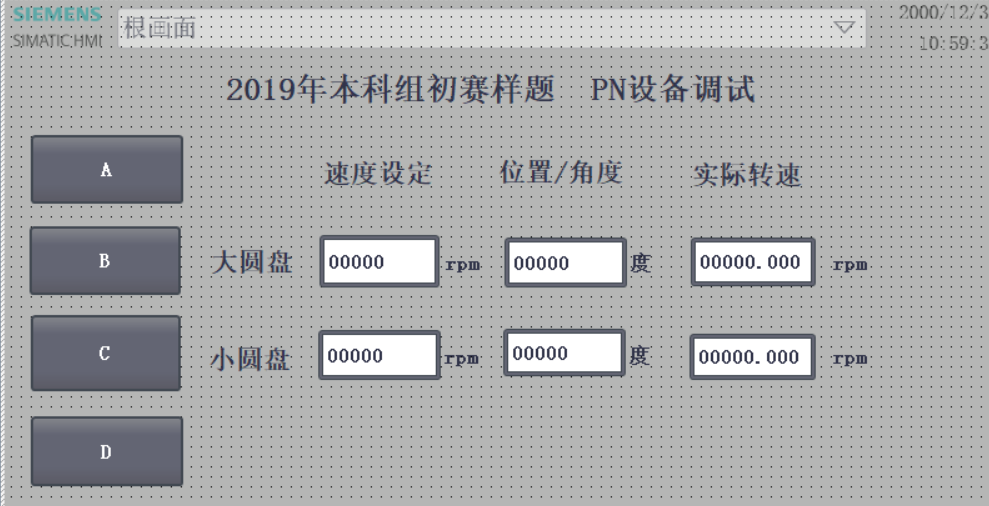 SIEMENS
SIMATIC HMI
根画面
2000/12/3
10:59:3
2019年本科组初赛样题 PN设备调试
A
速度设定 位置/角度 实际转速
B
大圆盘 00000 rpm 00000 度 00000.000 rpm
C
小圆盘 00000 rpm 00000 度 00000.000 rpm
D